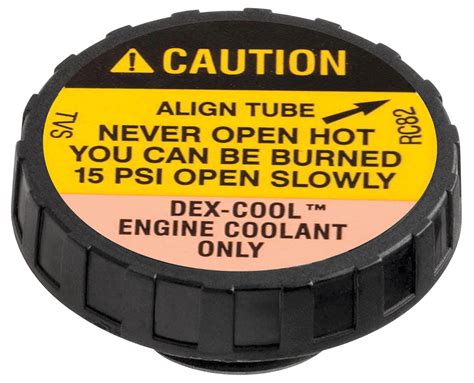 CAUTION
ALIGN TUBE
NEVER OPEN HOT
YOU CAN BE BURNED
15 PSI OPEN SLOWLY
DEX-COOL™
ENGINE COOLANT
ONLY
S/TV
RC82